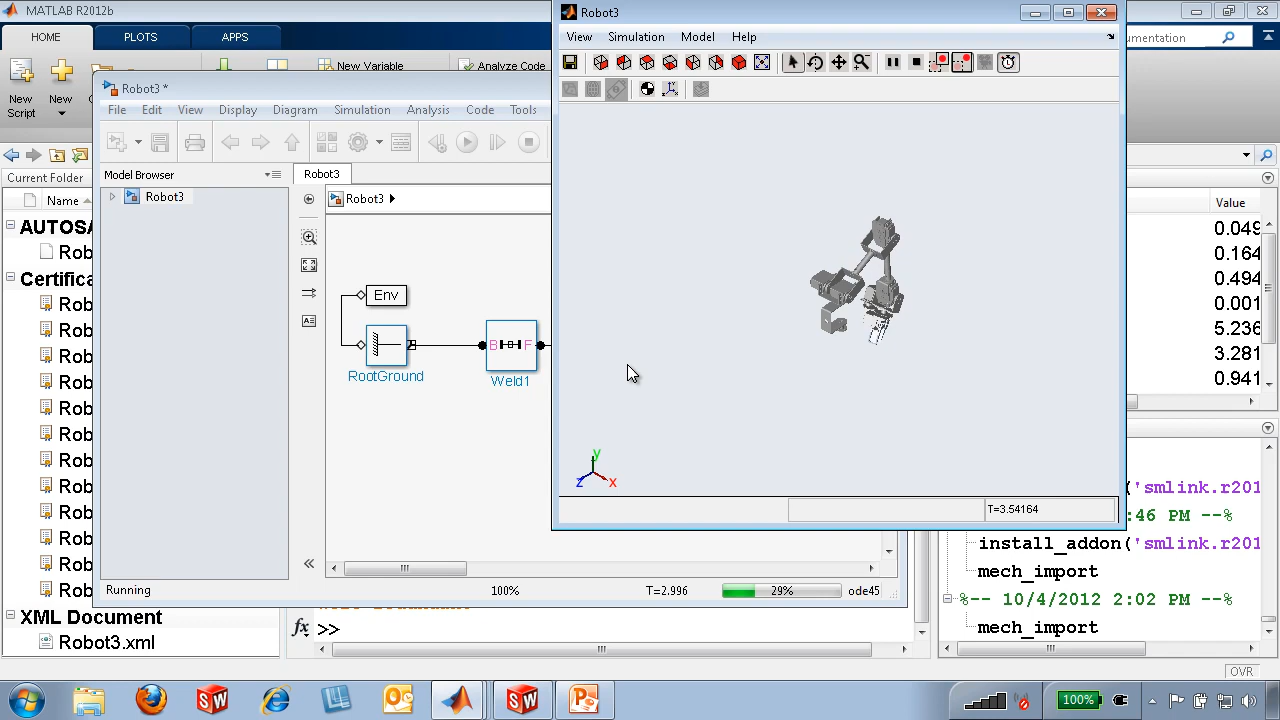 MATLAB R2012b
HOME
PLOTS
APPS
New
Script
New
New Variable
Analyze Code
Robot3 *
File Edit View Display Diagram Simulation Analysis Code Tools
Model Browser
Robot3
Robot3
Robot3
Current Folder
Name
AUTOSA
Rob
Certifica
Rob
Rob
Rob
Rob
Rob
Rob
Rob
Rob
Rob
Rob
Rob
Rob
XML Document
Robot3.xml
Env
RootGround
B F
Weld1
Running
100%
T=2.996
29%
ode45
fx >>
Robot3
View Simulation Model Help
y
z
x
T=3.54164
umentation
Value
0.049
0.164
0.494
0.001
5.236
3.281
0.941
('smlink.r201
:46 PM --%
install_addon('smlink.r201
mech_import
%-- 10/4/2012 2:02 PM --%
mech_import
OVR
100%